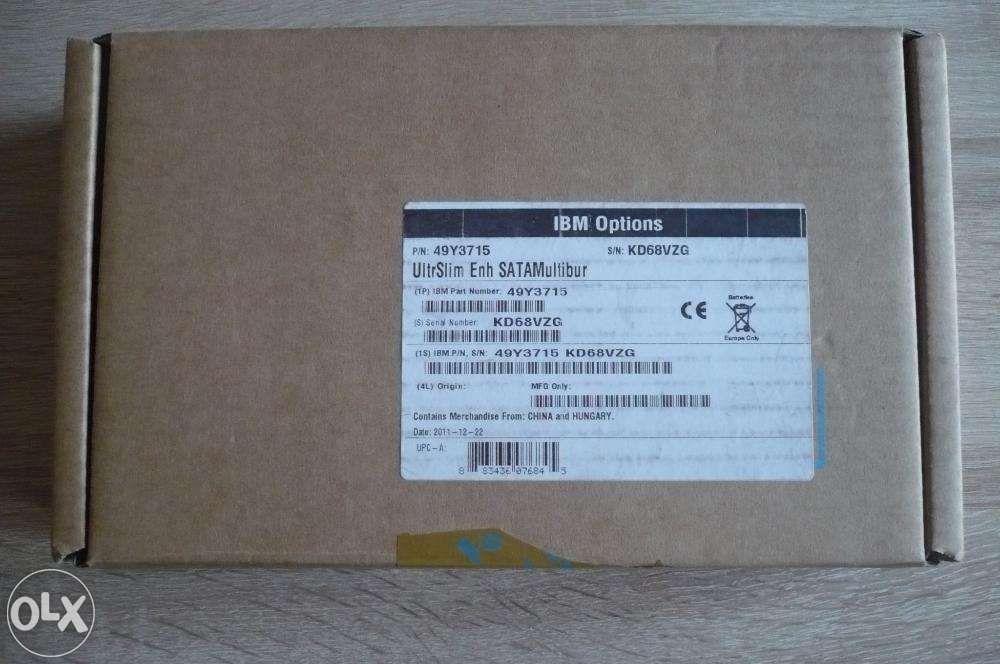 IBM Options
P/N: 49Y3715 S/N: KD68VZG
UltrSlim Enh SATAMultibur
(1P) IBM Part Number: 49Y3715
(S) Serial Number: KD68VZG
(1S) IBM P/N, S/N: 49Y3715 KD68VZG
Batteries
CE
Europe Only
(4L) Origin: MFG Only:
Contains Merchandise From: CHINA and HUNGARY.
Date: 2011-12-22
UPC-A:
8 83436 07684 5
OLX